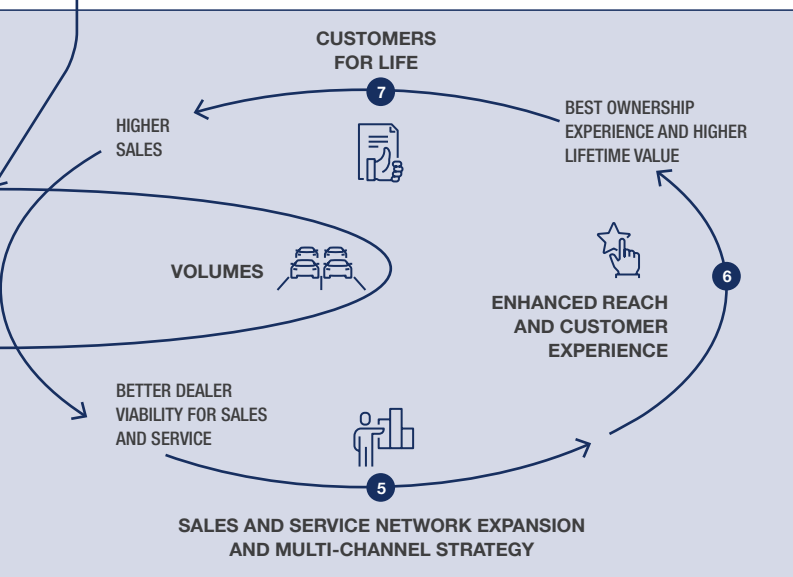 CUSTOMERS
FOR LIFE
7
BEST OWNERSHIP
EXPERIENCE AND HIGHER
LIFETIME VALUE
HIGHER
SALES
VOLUMES
6
ENHANCED REACH
AND CUSTOMER
EXPERIENCE
BETTER DEALER
VIABILITY FOR SALES
AND SERVICE
5
SALES AND SERVICE NETWORK EXPANSION
AND MULTI-CHANNEL STRATEGY